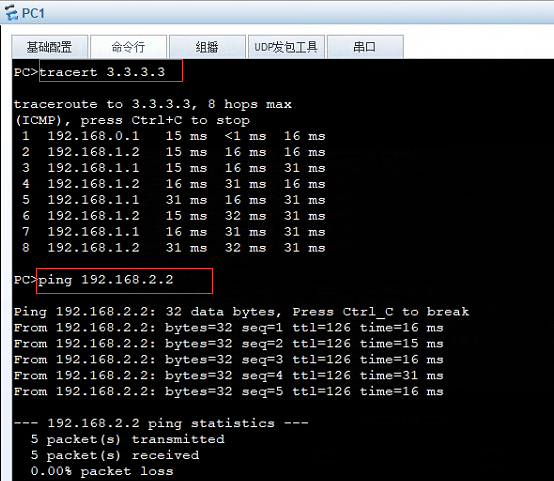 PC1
基础配置 命令行 组播 UDP发包工具 串口
PC>tracert 3.3.3.3
traceroute to 3.3.3.3, 8 hops max
(ICMP), press Ctrl+C to stop
1 192.168.0.1 15 ms <1 ms 16 ms
2 192.168.1.2 15 ms 16 ms 16 ms
3 192.168.1.1 15 ms 16 ms 31 ms
4 192.168.1.2 16 ms 31 ms 16 ms
5 192.168.1.1 31 ms 31 ms 31 ms
6 192.168.1.2 15 ms 32 ms 31 ms
7 192.168.1.1 16 ms 31 ms 31 ms
8 192.168.1.2 31 ms 32 ms 31 ms
PC>ping 192.168.2.2
Ping 192.168.2.2: 32 data bytes, Press Ctrl_C to break
From 192.168.2.2: bytes=32 seq=1 ttl=126 time=16 ms
From 192.168.2.2: bytes=32 seq=2 ttl=126 time=15 ms
From 192.168.2.2: bytes=32 seq=3 ttl=126 time=16 ms
From 192.168.2.2: bytes=32 seq=4 ttl=126 time=31 ms
From 192.168.2.2: bytes=32 seq=5 ttl=126 time=16 ms
--- 192.168.2.2 ping statistics ---
5 packet(s) transmitted
5 packet(s) received
0.00% packet loss